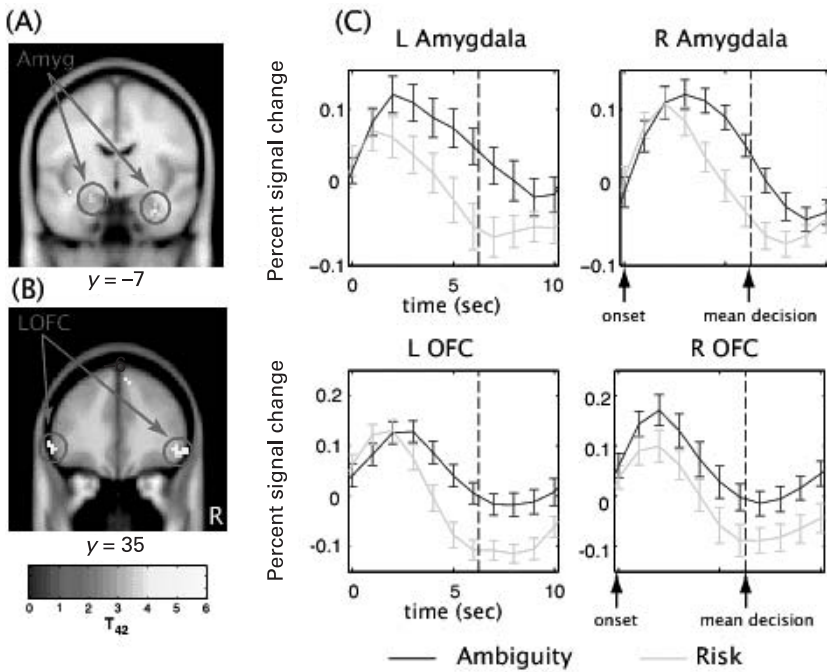 (A)
Amyg
y = –7
(B)
LOFC
R
y = 35
0 1 2 3 4 5 6
T42
(C)
L Amygdala
R Amygdala
Percent signal change
0.1
0
–0.1
0.1
0
–0.1
0 5 10
time (sec)
onset
mean decision
L OFC
R OFC
Percent signal change
0.2
0.1
0
–0.1
0.2
0.1
0
–0.1
0 5 10
time (sec)
onset
mean decision
Ambiguity
Risk